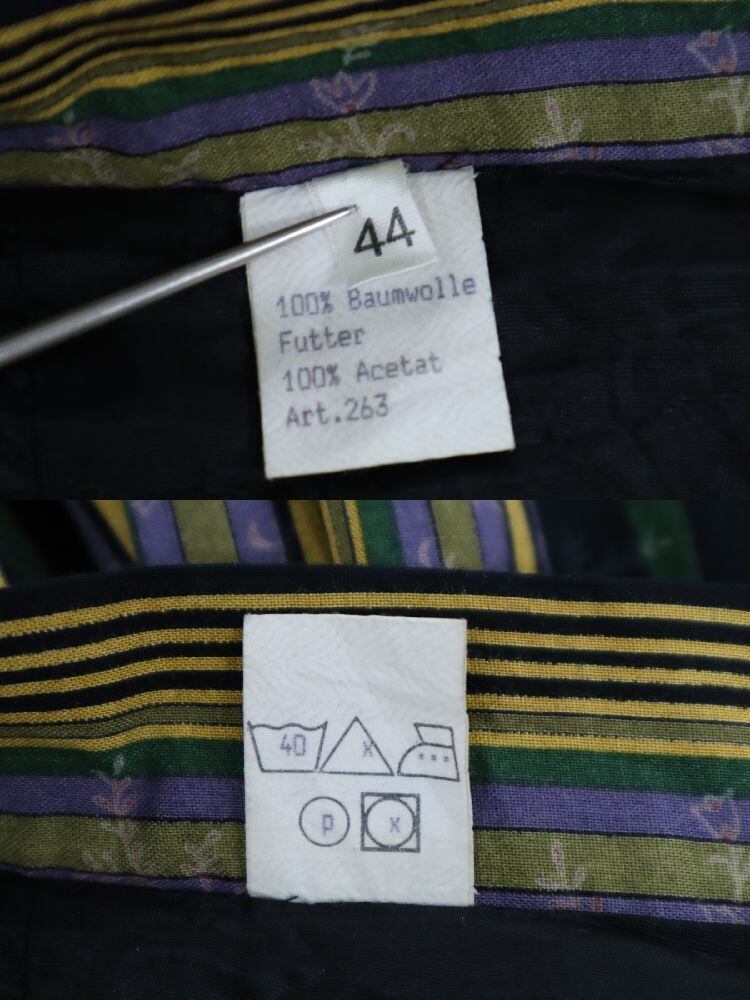 44
100% Baumwolle
Futter
100% Acetat
Art.263
40 x
p x